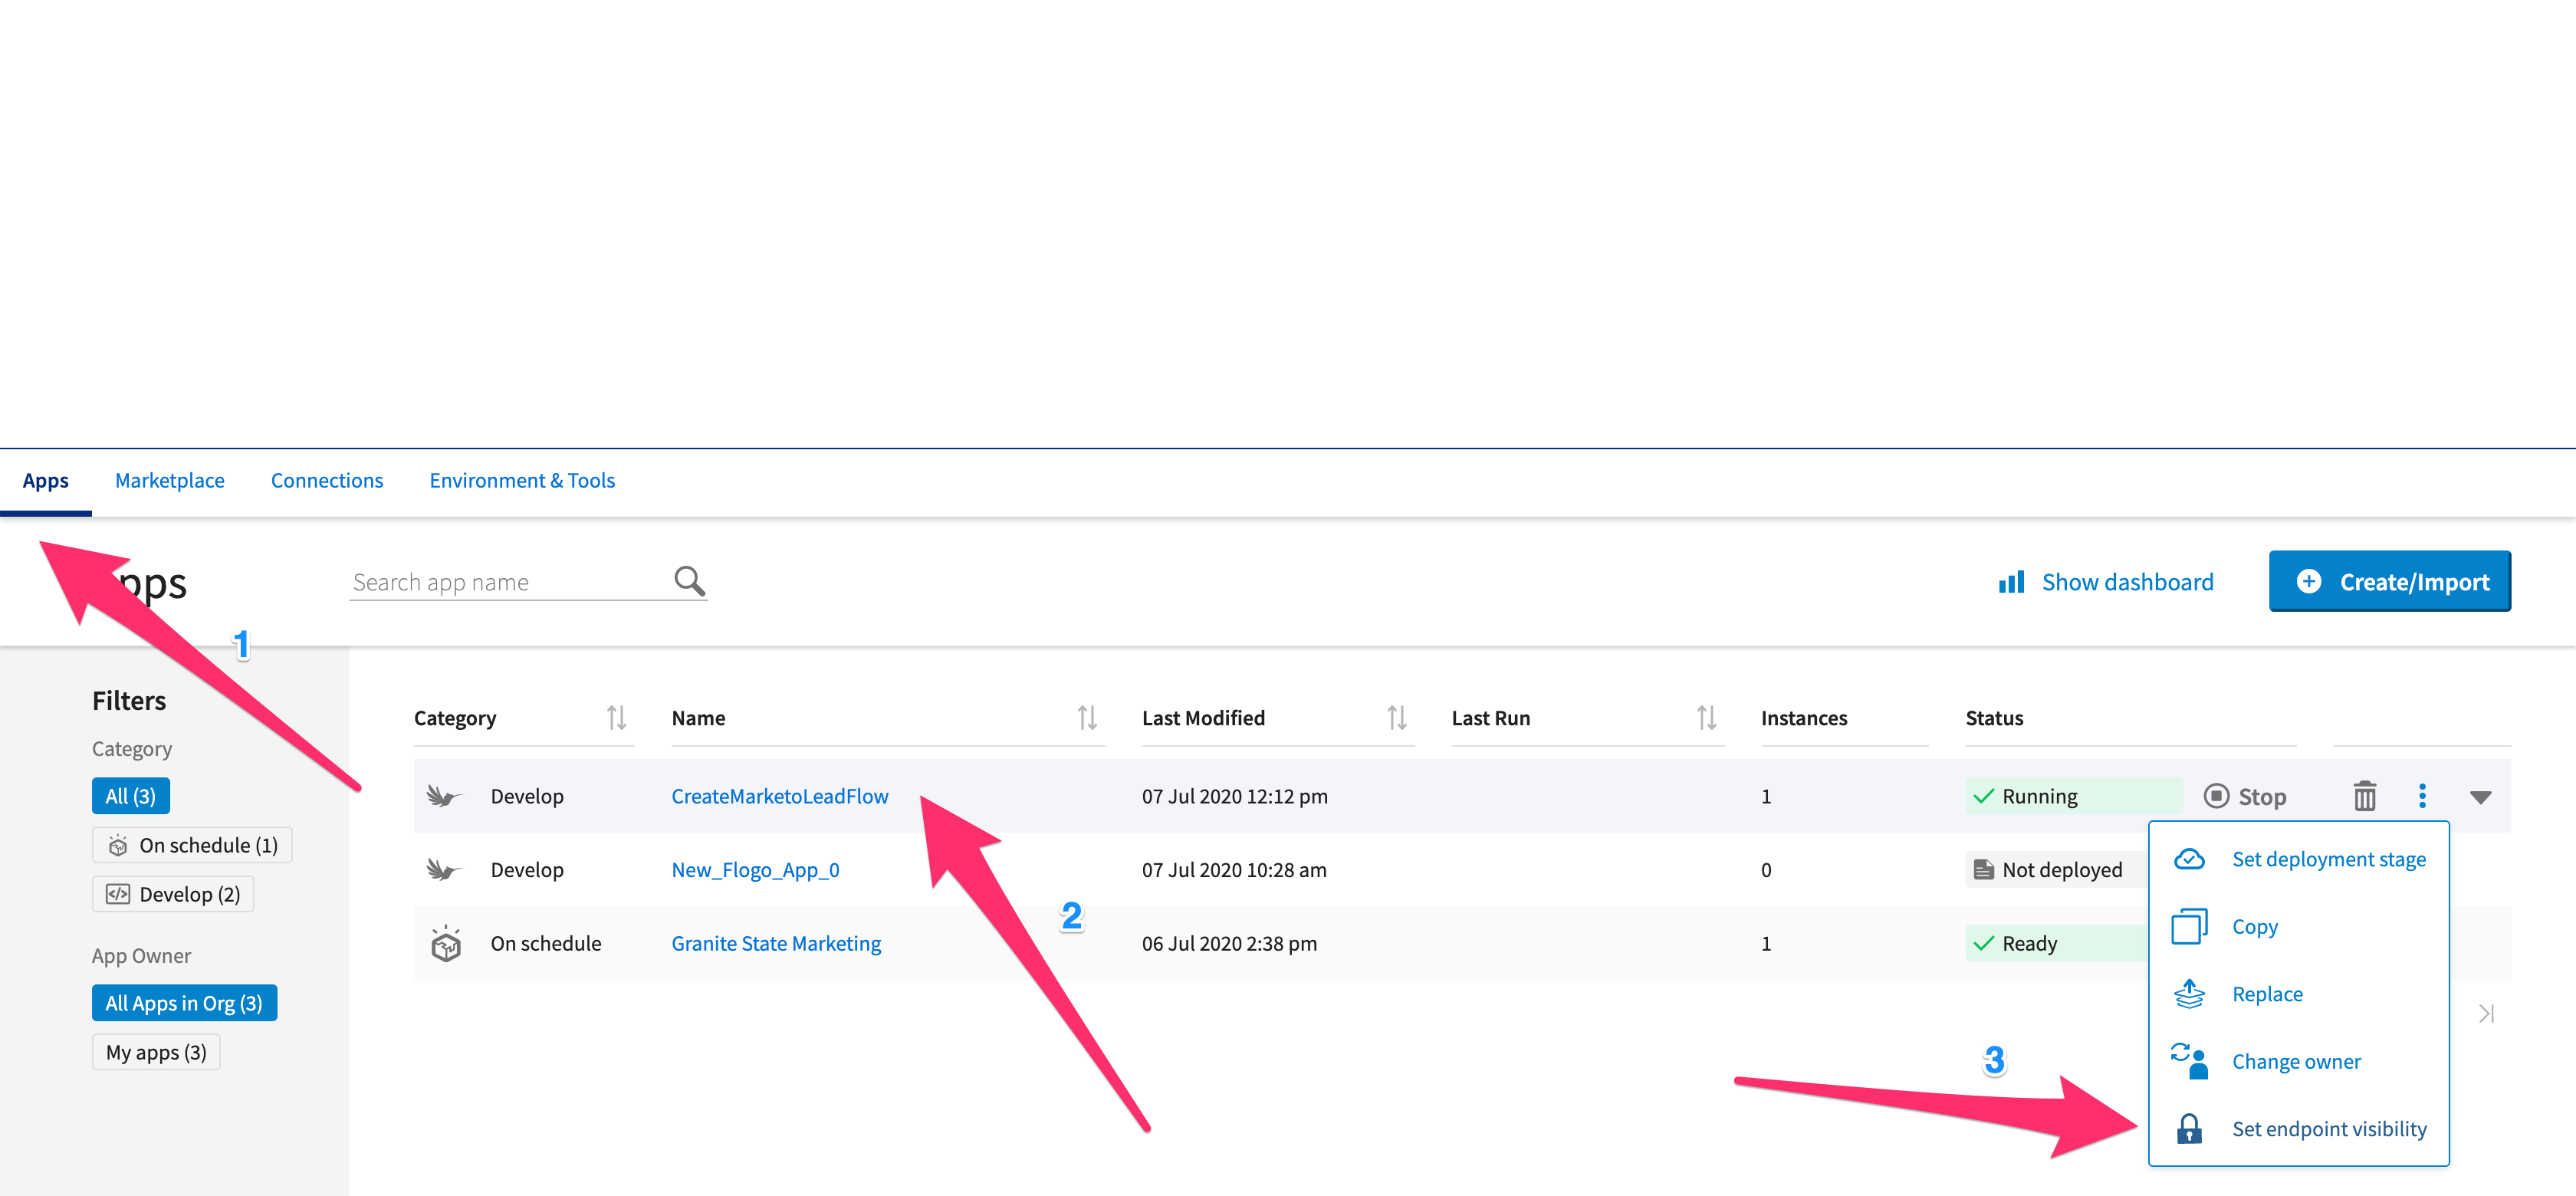 Apps Marketplace Connections Environment & Tools
pps Search app name Show dashboard Create/Import
1
Filters
Category
All (3)
On schedule (1)
Develop (2)
App Owner
All Apps in Org (3)
My apps (3)
Category Name Last Modified Last Run Instances Status
Develop CreateMarketoLeadFlow 07 Jul 2020 12:12 pm 1 Running Stop
Develop New_Flogo_App_0 07 Jul 2020 10:28 am 0 Not deployed
2
On schedule Granite State Marketing 06 Jul 2020 2:38 pm 1 Ready
Set deployment stage
Copy
Replace
Change owner
3
Set endpoint visibility